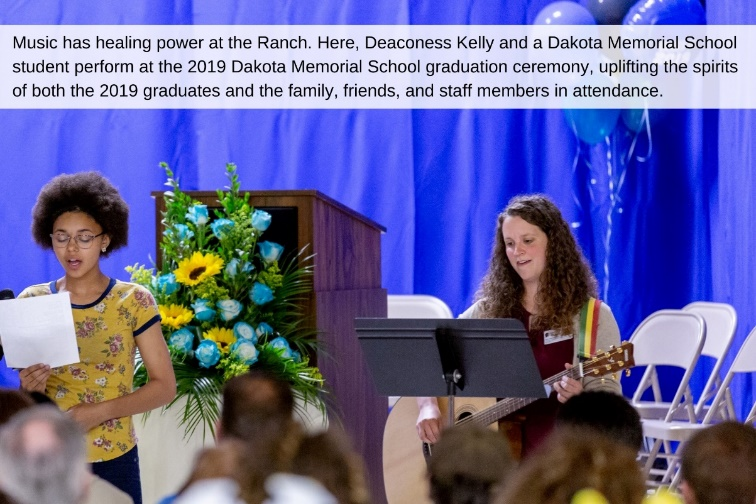 Music has healing power at the Ranch. Here, Deaconess Kelly and a Dakota Memorial School
student perform at the 2019 Dakota Memorial School graduation ceremony, uplifting the spirits
of both the 2019 graduates and the family, friends, and staff members in attendance.